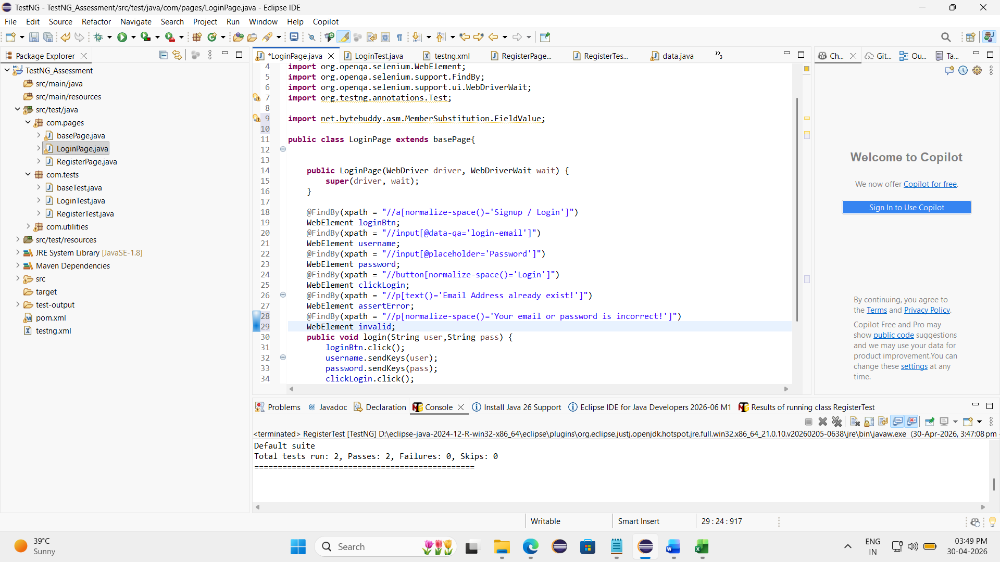 TestNG - TestNG_Assessment/src/test/java/com/pages/LoginPage.java - Eclipse IDE
File Edit Source Refactor Navigate Search Project Run Window Help Copilot
Package Explorer
TestNG_Assessment
src/main/java
src/main/resources
src/test/java
com.pages
basePage.java
LoginPage.java
RegisterPage.java
com.tests
baseTest.java
LoginTest.java
RegisterTest.java
com.utilities
src/test/resources
JRE System Library [JavaSE-1.8]
Maven Dependencies
src
target
test-output
pom.xml
testng.xml
*LoginPage.java LoginTest.java testng.xml RegisterPage... RegisterTes... data.java »3
4 import org.openqa.selenium.WebElement;
5 import org.openqa.selenium.support.FindBy;
6 import org.openqa.selenium.support.ui.WebDriverWait;
7 import org.testng.annotations.Test;
8
9 import net.bytebuddy.asm.MemberSubstitution.FieldValue;
10
11 public class LoginPage extends basePage{
12
13
14 public LoginPage(WebDriver driver, WebDriverWait wait) {
15 super(driver, wait);
16 }
17
18 @FindBy(xpath = "//a[normalize-space()='Signup / Login']")
19 WebElement loginBtn;
20 @FindBy(xpath = "//input[@data-qa='login-email']")
21 WebElement username;
22 @FindBy(xpath = "//input[@placeholder='Password']")
23 WebElement password;
24 @FindBy(xpath = "//button[normalize-space()='Login']")
25 WebElement clickLogin;
26 @FindBy(xpath = "//p[text()='Email Address already exist!']")
27 WebElement assertError;
28 @FindBy(xpath = "//p[normalize-space()='Your email or password is incorrect!']")
29 WebElement invalid;
30 public void login(String user,String pass) {
31 loginBtn.click();
32 username.sendKeys(user);
33 password.sendKeys(pass);
34 clickLogin.click();
Ch... Git... Ou... Ta...
Welcome to Copilot
We now offer Copilot for free.
Sign In to Use Copilot
By continuing, you agree to
the Terms and Privacy Policy.
Copilot Free and Pro may
show public code suggestions
and we may use your data for
product improvement.You can
change these settings at any
time.
Problems @ Javadoc Declaration Console Install Java 26 Support Eclipse IDE for Java Developers 2026-06 M1 Results of running class RegisterTest
<terminated> RegisterTest [TestNG] D:\eclipse-java-2024-12-R-win32-x86_64\eclipse\plugins\org.eclipse.justj.openjdk.hotspot.jre.full.win32.x86_64_21.0.10.v20260205-0638\jre\bin\javaw.exe (30-Apr-2026, 3:47:08 pm -
Default suite
Total tests run: 2, Passes: 2, Failures: 0, Skips: 0
===============================================
Writable Smart Insert 29 : 24 : 917
39°C
Sunny
Search
ENG
IN
03:49 PM
30-04-2026